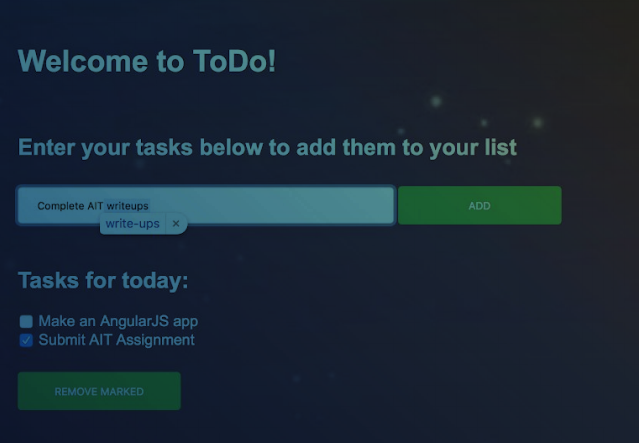 Welcome to ToDo!
Enter your tasks below to add them to your list
Complete AIT writeups
ADD
write-ups ×
Tasks for today:
Make an AngularJS app
Submit AIT Assignment
REMOVE MARKED